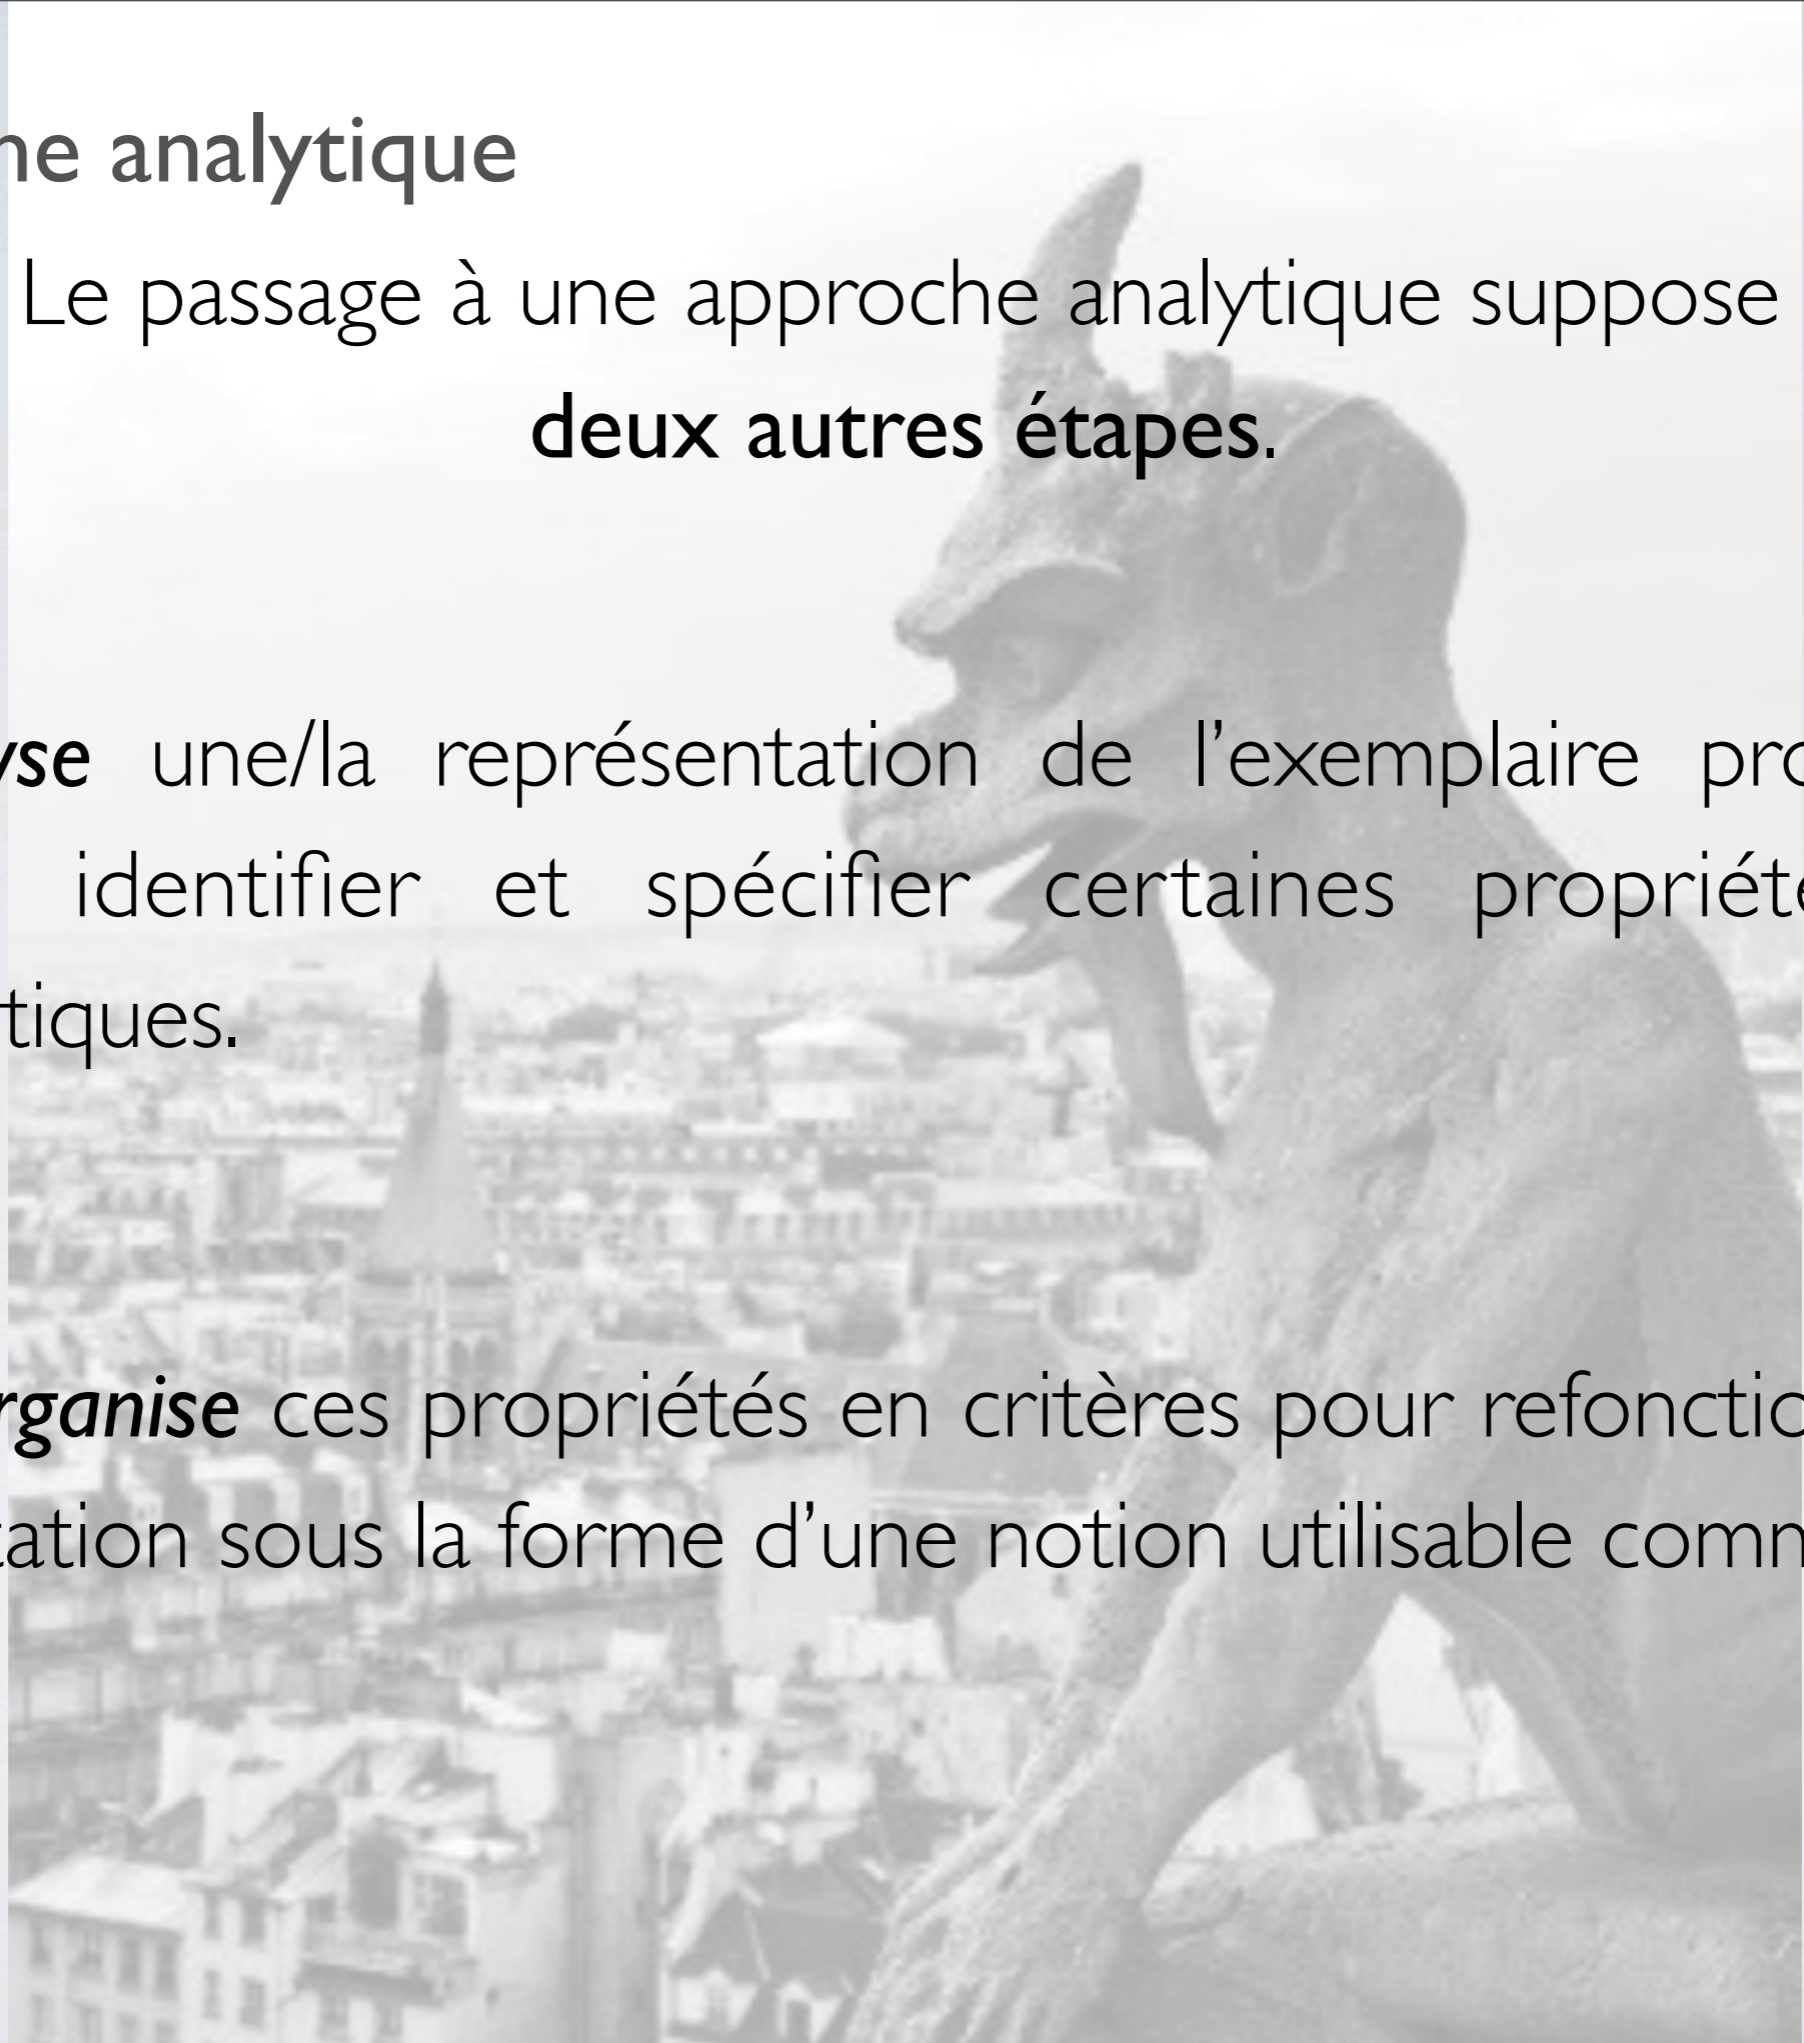 ne analytique
Le passage à une approche analytique suppose
deux autres étapes.
yse une/la représentation de l’exemplaire pro
identifier et spécifier certaines propriété
tiques.
rganise ces propriétés en critères pour refonctio
tation sous la forme d’une notion utilisable comm